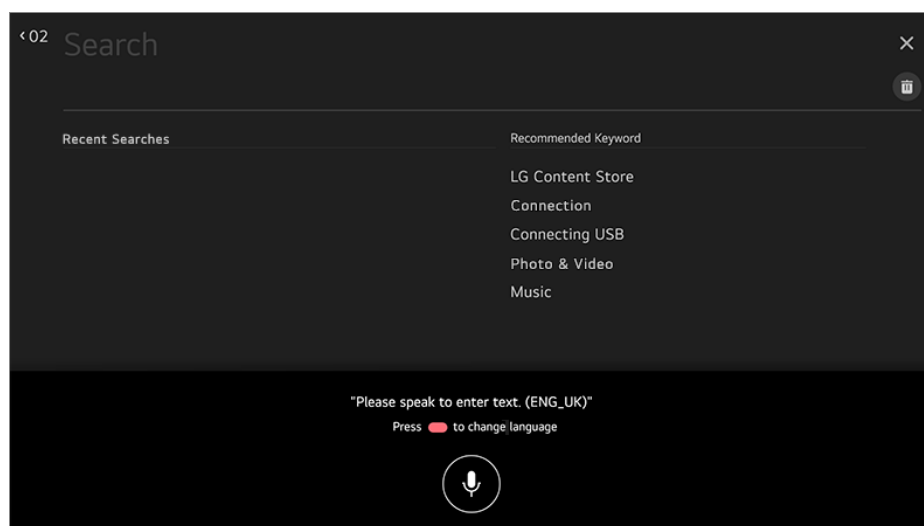 ‹ 02
Search
Recent Searches
Recommended Keyword
LG Content Store
Connection
Connecting USB
Photo & Video
Music
"Please speak to enter text. (ENG_UK)"
Press to change language